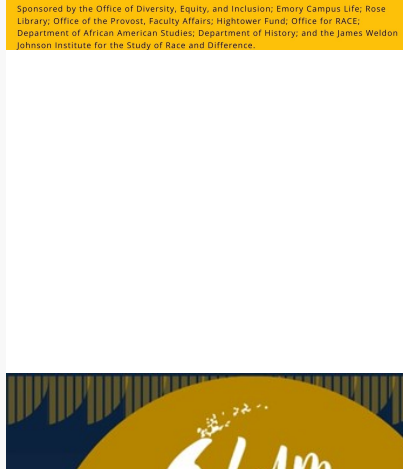 Sponsored by the Office of Diversity, Equity, and Inclusion; Emory Campus Life; Rose
Library; Office of the Provost, Faculty Affairs; Hightower Fund; Office for RACE;
Department of African American Studies; Department of History; and the James Weldon
Johnson Institute for the Study of Race and Difference.